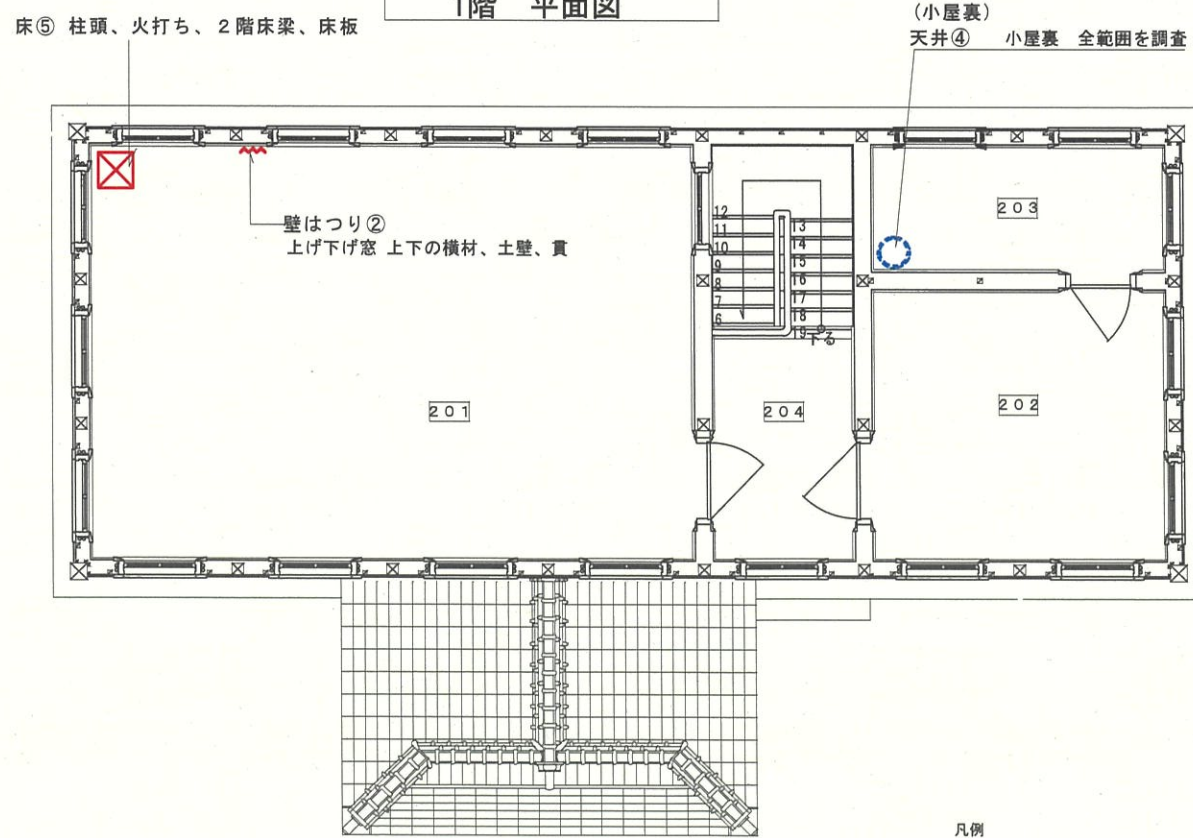 1階 平面図
床⑤ 柱頭、火打ち、2階床梁、床板
(小屋裏)
天井④ 小屋裏 全範囲を調査
壁はつり②
上げ下げ窓 上下の横材、土壁、貫
12
11
10
9
8
7
6
13
14
15
16
17
18
19
下る
203
201
204
202
凡例